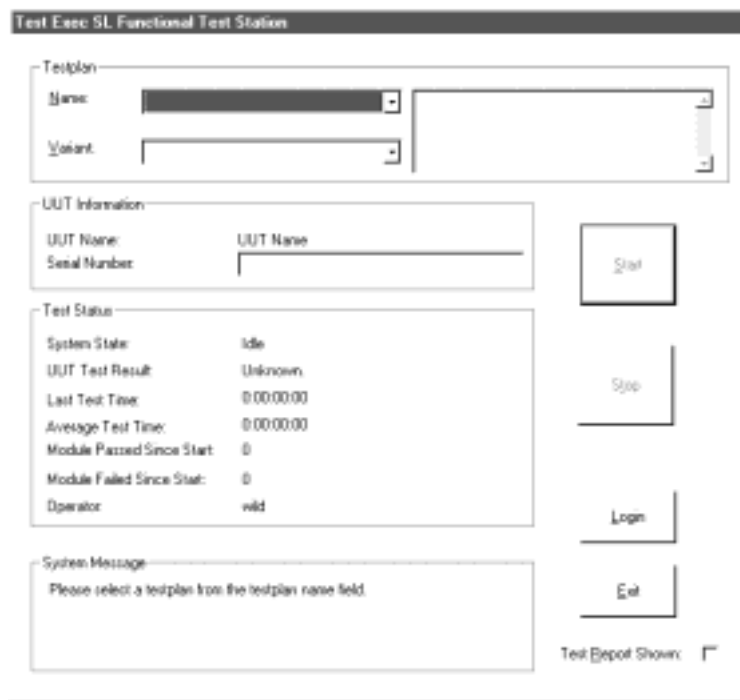 Test Exec SL Functional Test Station
Testplan
Name:
Variant:
UUT Information
UUT Name: UUT Name
Serial Number:
Start
Test Status
System State: Idle
UUT Test Result: Unknown
Last Test Time: 0:00:00:00
Average Test Time: 0:00:00:00
Module Passed Since Start: 0
Module Failed Since Start: 0
Operator: wild
Stop
Login
System Message
Please select a testplan from the testplan name field.
Exit
Test Report Shown: